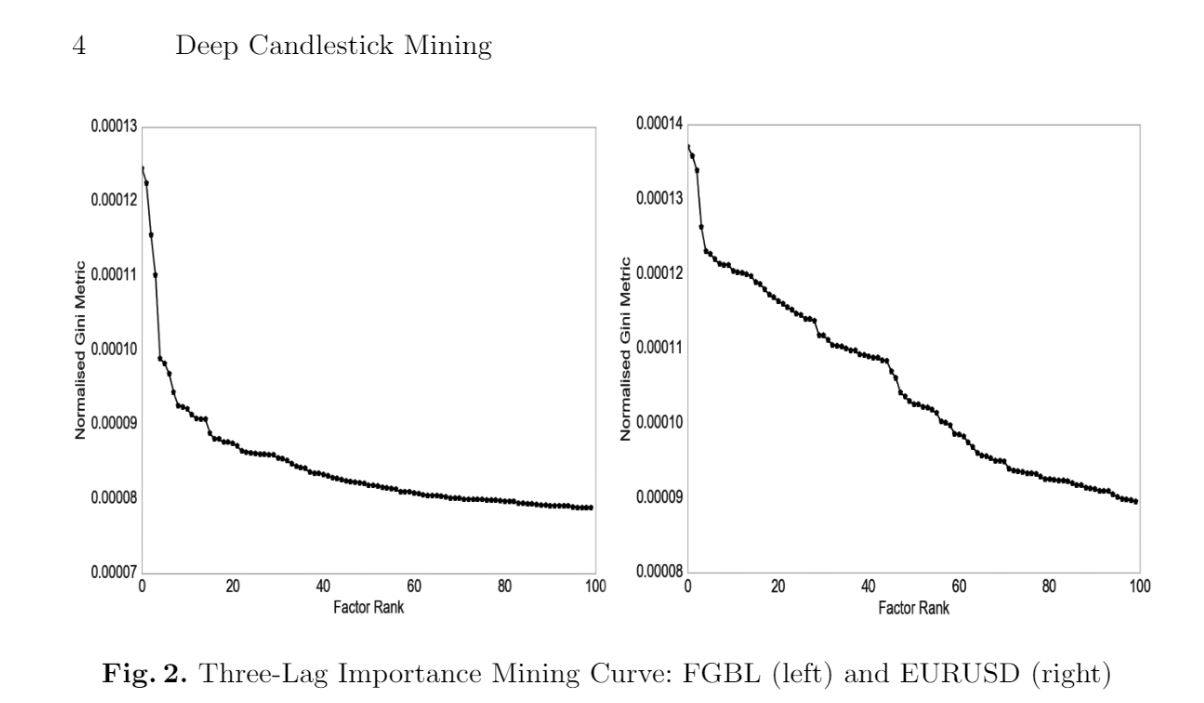 4 Deep Candlestick Mining
0.00013
0.00012
0.00011
0.00010
0.00009
0.00008
0.00007
Normalised Gini Metric
0 20 40 60 80 100
Factor Rank
0.00014
0.00013
0.00012
0.00011
0.00010
0.00009
0.00008
Normalised Gini Metric
0 20 40 60 80 100
Factor Rank
Fig. 2. Three-Lag Importance Mining Curve: FGBL (left) and EURUSD (right)